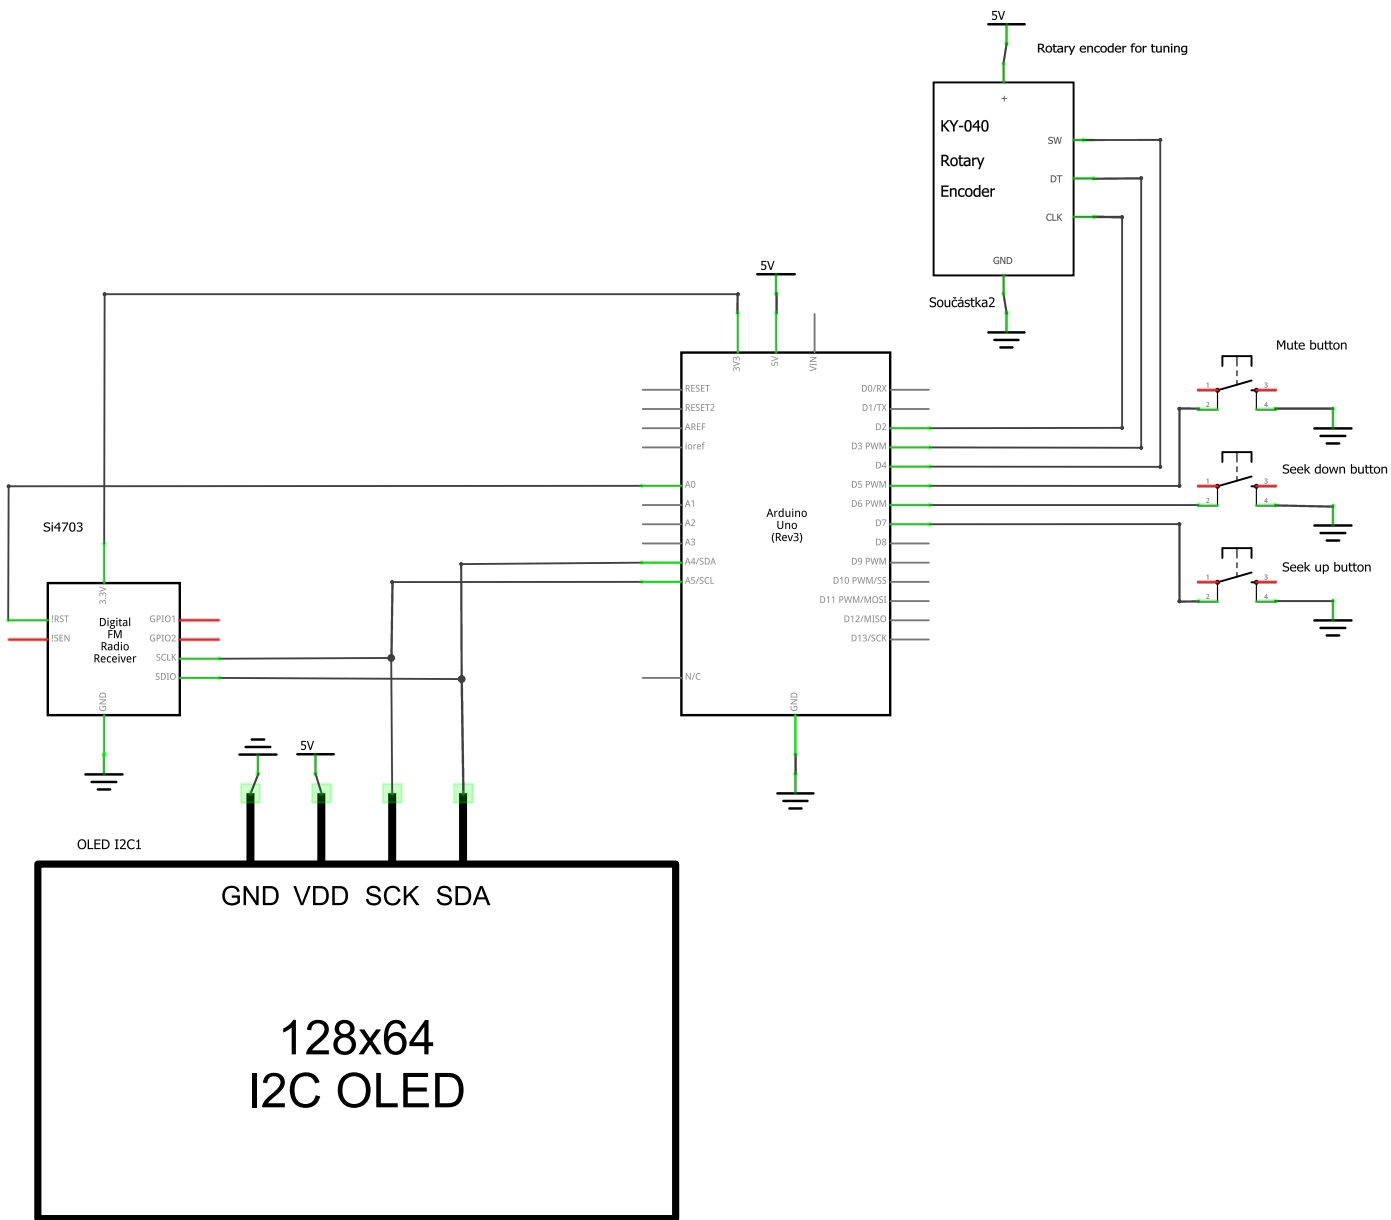 5V
Rotary encoder for tuning
+
KY-040
Rotary
Encoder
SW
DT
CLK
GND
Součástka2
5V
3V3
5V
VIN
RESET
RESET2
AREF
ioref
A0
A1
A2
A3
A4/SDA
A5/SCL
N/C
Arduino
Uno
(Rev3)
D0/RX
D1/TX
D2
D3 PWM
D4
D5 PWM
D6 PWM
D7
D8
D9 PWM
D10 PWM/SS
D11 PWM/MOSI
D12/MISO
D13/SCK
GND
Mute button
1
3
2
4
Seek down button
1
3
2
4
Seek up button
1
3
2
4
Si4703
3.3V
!RST
!SEN
Digital
FM
Radio
Receiver
GPIO1
GPIO2
SCLK
SDIO
GND
5V
OLED I2C1
GND VDD SCK SDA
128x64
I2C OLED